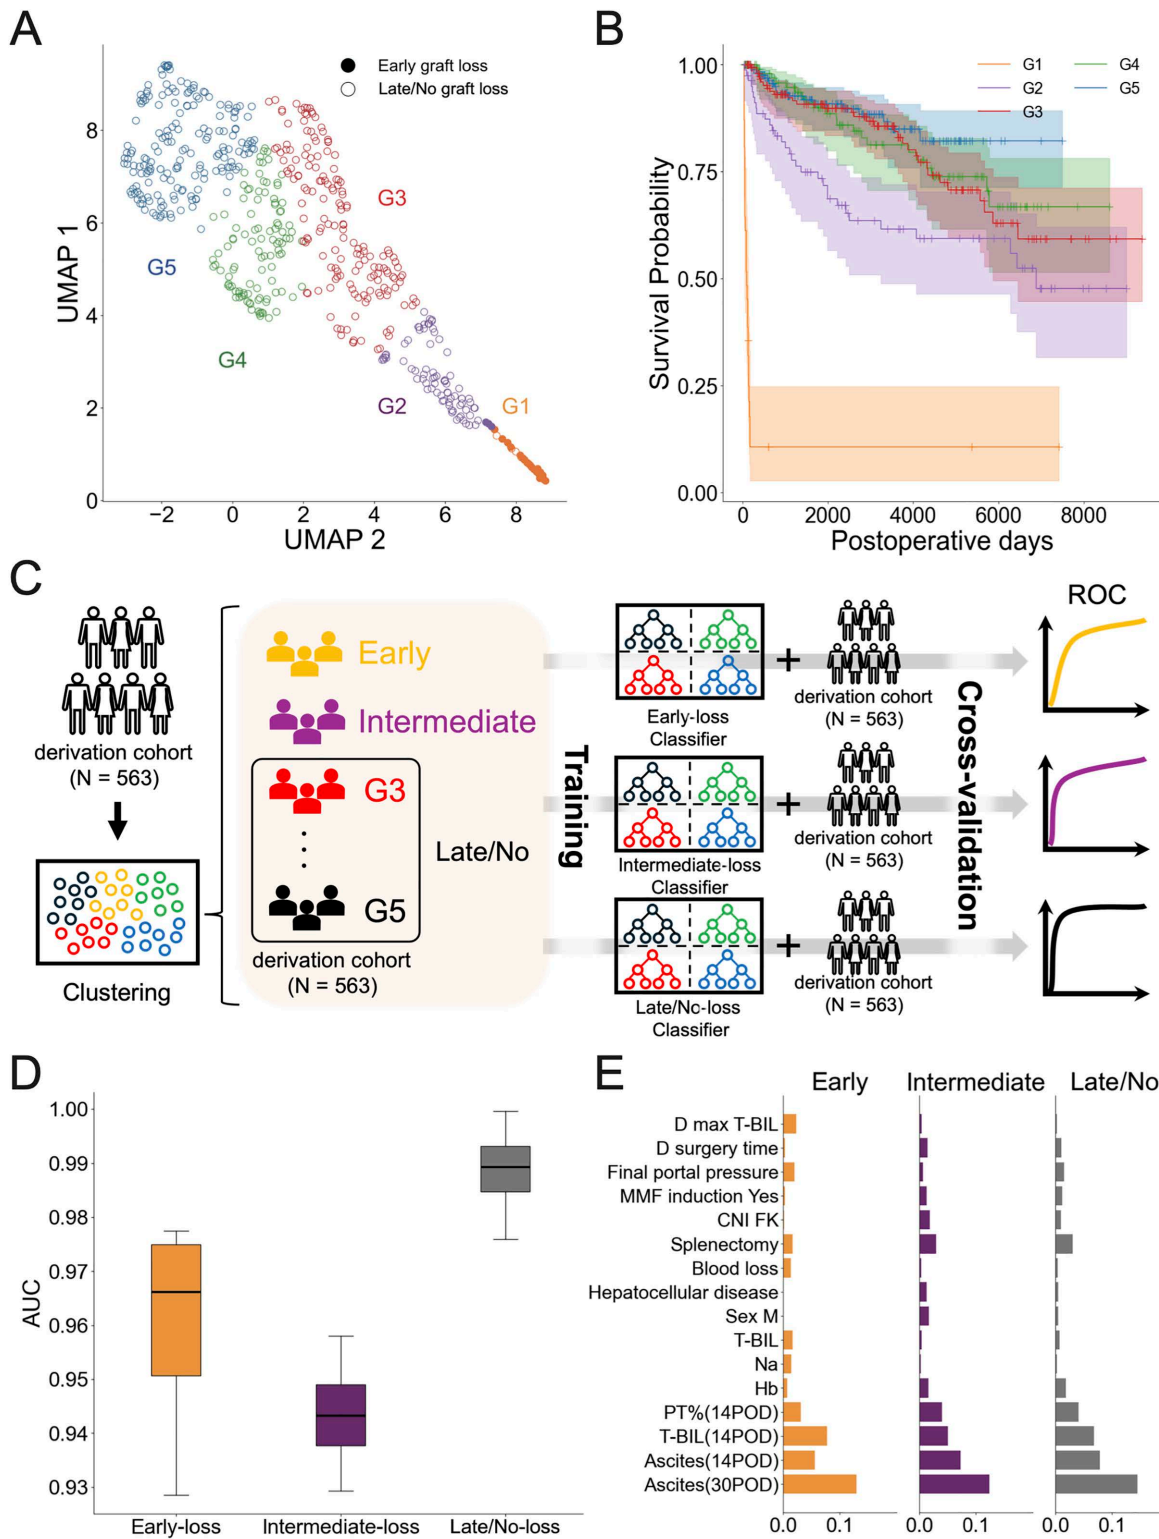 A
Early graft loss
Late/No graft loss
8
6
4
2
0
UMAP 1
G5
G4
G3
G2
G1
−2
0
2
4
6
8
UMAP 2
B
1.00
0.75
0.50
0.25
0.00
Survival Probability
G1
G2
G3
G4
G5
0
2000
4000
6000
8000
Postoperative days
C
derivation cohort
(N = 563)
Clustering
Early
Intermediate
G3
G5
Late/No
derivation cohort
(N = 563)
Training
Early-loss
Classifier
derivation cohort
(N = 563)
Intermediate-loss
Classifier
derivation cohort
(N = 563)
Late/No-loss
Classifier
derivation cohort
(N = 563)
Cross-validation
ROC
D
1.00
0.99
0.98
0.97
0.96
0.95
0.94
0.93
AUC
Early-loss
Intermediate-loss
Late/No-loss
E
Early
Intermediate
Late/No
D max T-BIL
D surgery time
Final portal pressure
MMF induction Yes
CNI FK
Splenectomy
Blood loss
Hepatocellular disease
Sex M
T-BIL
Na
Hb
PT%(14POD)
T-BIL(14POD)
Ascites(14POD)
Ascites(30POD)
0.0
0.1
0.0
0.1
0.0
0.1